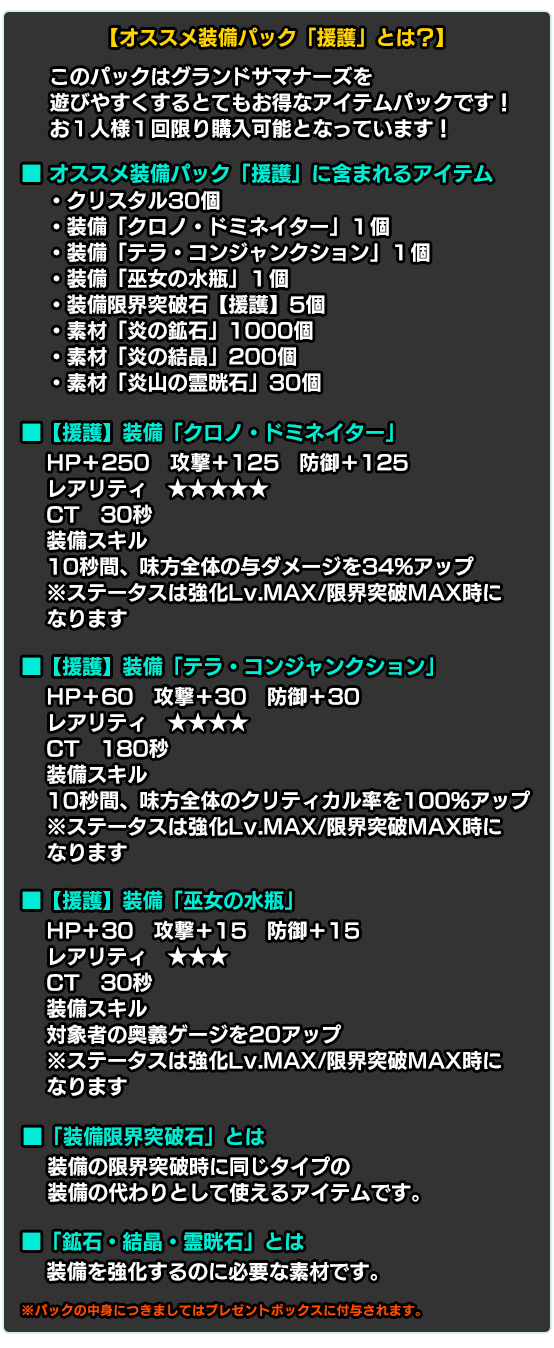 【オススメ装備パック「援護」とは？】
このパックはグランドサマナーズを
遊びやすくするとてもお得なアイテムパックです！
お１人様１回限り購入可能となっています！
■ オススメ装備パック「援護」に含まれるアイテム
・クリスタル30個
・装備「クロノ・ドミネイター」１個
・装備「テラ・コンジャンクション」１個
・装備「巫女の水瓶」１個
・装備限界突破石【援護】5個
・素材「炎の鉱石」1000個
・素材「炎の結晶」200個
・素材「炎山の霊晄石」30個
■【援護】装備「クロノ・ドミネイター」
HP＋250　攻撃＋125　防御＋125
レアリティ　★★★★★
CT　30秒
装備スキル
10秒間、味方全体の与ダメージを34%アップ
※ステータスは強化Lv.MAX/限界突破MAX時に
なります
■【援護】装備「テラ・コンジャンクション」
HP＋60　攻撃＋30　防御＋30
レアリティ　★★★★
CT　180秒
装備スキル
10秒間、味方全体のクリティカル率を100%アップ
※ステータスは強化Lv.MAX/限界突破MAX時に
なります
■【援護】装備「巫女の水瓶」
HP＋30　攻撃＋15　防御＋15
レアリティ　★★★
CT　30秒
装備スキル
対象者の奥義ゲージを20アップ
※ステータスは強化Lv.MAX/限界突破MAX時に
なります
■「装備限界突破石」とは
装備の限界突破時に同じタイプの
装備の代わりとして使えるアイテムです。
■「鉱石・結晶・霊晄石」とは
装備を強化するのに必要な素材です。
※パックの中身につきましてはプレゼントボックスに付与されます。